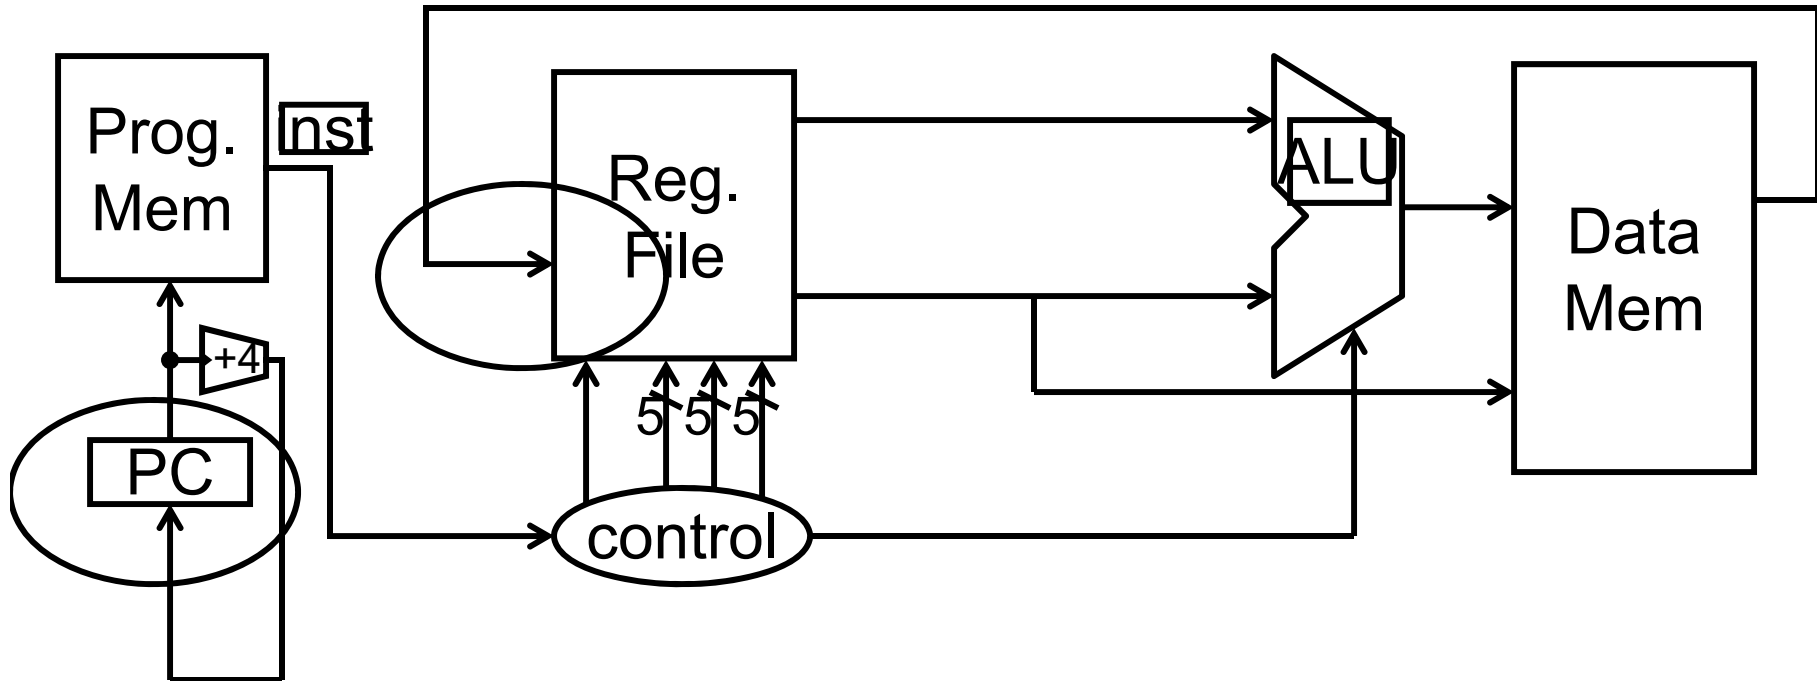 Prog.
Mem
inst
Reg.
File
ALU
Data
Mem
+4
PC
5 5 5
control